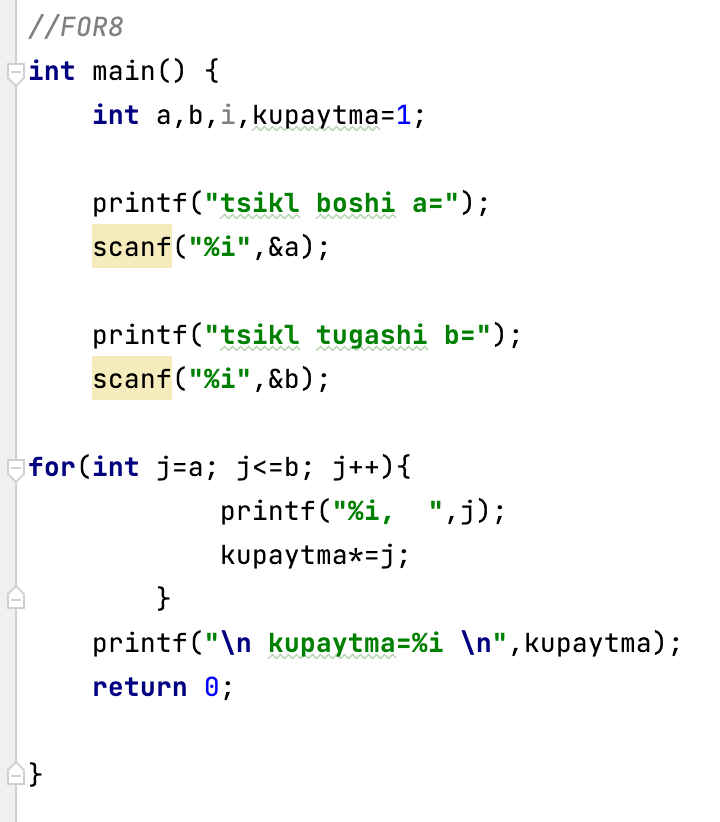 //FOR8
int main() {
    int a,b,i,kupaytma=1;
    printf("tsikl boshi a=");
    scanf("%i",&a);
    printf("tsikl tugashi b=");
    scanf("%i",&b);
for(int j=a; j<=b; j++){
            printf("%i,  ",j);
            kupaytma*=j;
        }
    printf("\n kupaytma=%i \n",kupaytma);
    return 0;
}